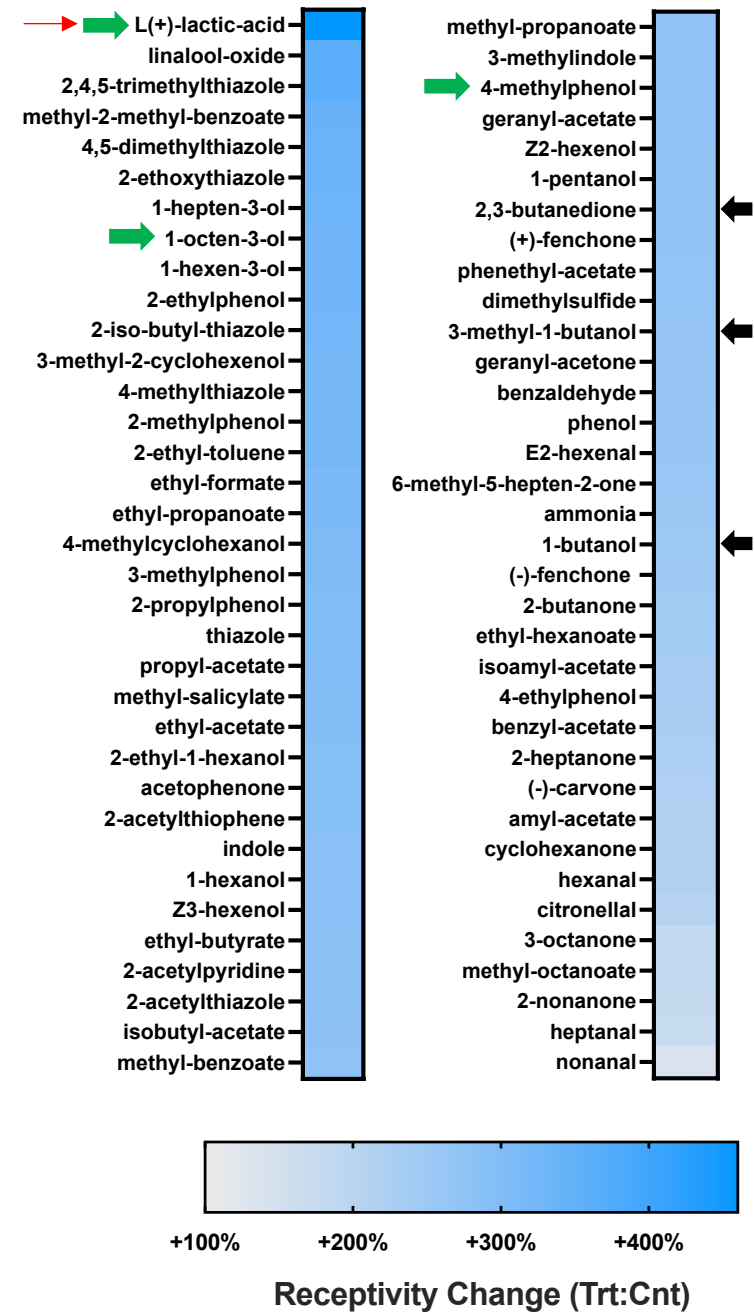 L(+)-lactic-acid
linalool-oxide
2,4,5-trimethylthiazole
methyl-2-methyl-benzoate
4,5-dimethylthiazole
2-ethoxythiazole
1-hepten-3-ol
1-octen-3-ol
1-hexen-3-ol
2-ethylphenol
2-iso-butyl-thiazole
3-methyl-2-cyclohexenol
4-methylthiazole
2-methylphenol
2-ethyl-toluene
ethyl-formate
ethyl-propanoate
4-methylcyclohexanol
3-methylphenol
2-propylphenol
thiazole
propyl-acetate
methyl-salicylate
ethyl-acetate
2-ethyl-1-hexanol
acetophenone
2-acetylthiophene
indole
1-hexanol
Z3-hexenol
ethyl-butyrate
2-acetylpyridine
2-acetylthiazole
isobutyl-acetate
methyl-benzoate
methyl-propanoate
3-methylindole
4-methylphenol
geranyl-acetate
Z2-hexenol
1-pentanol
2,3-butanedione
(+)-fenchone
phenethyl-acetate
dimethylsulfide
3-methyl-1-butanol
geranyl-acetone
benzaldehyde
phenol
E2-hexenal
6-methyl-5-hepten-2-one
ammonia
1-butanol
(-)-fenchone
2-butanone
ethyl-hexanoate
isoamyl-acetate
4-ethylphenol
benzyl-acetate
2-heptanone
(-)-carvone
amyl-acetate
cyclohexanone
hexanal
citronellal
3-octanone
methyl-octanoate
2-nonanone
heptanal
nonanal
+100% +200% +300% +400%
Receptivity Change (Trt:Cnt)